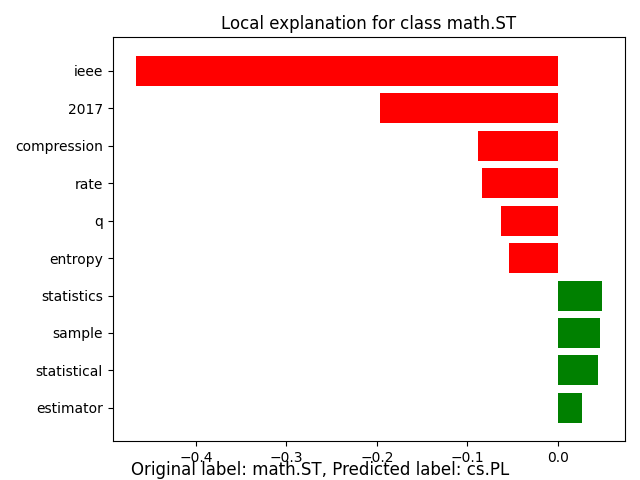 Local explanation for class math.ST
ieee
2017
compression
rate
q
entropy
statistics
sample
statistical
estimator
−0.4 −0.3 −0.2 −0.1 0.0
Original label: math.ST, Predicted label: cs.PL